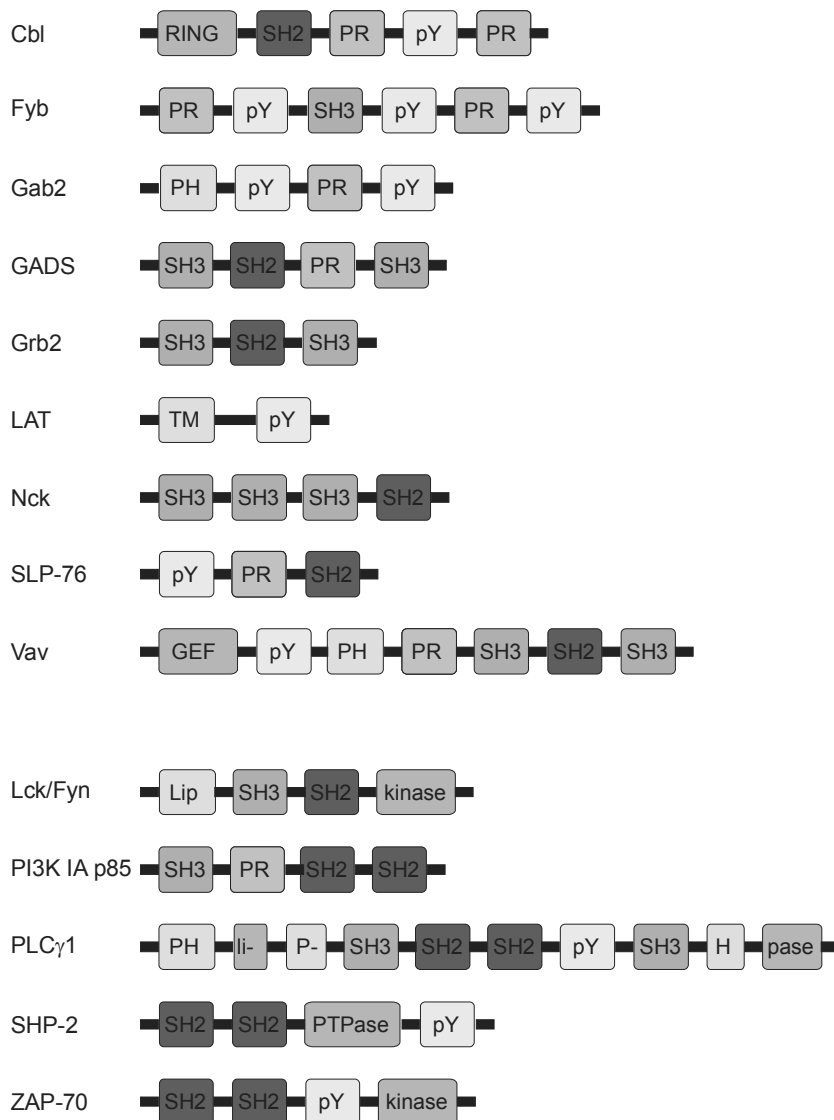 Cbl RING SH2 PR pY PR
Fyb PR pY SH3 pY PR pY
Gab2 PH pY PR pY
GADS SH3 SH2 PR SH3
Grb2 SH3 SH2 SH3
LAT TM pY
Nck SH3 SH3 SH3 SH2
SLP-76 pY PR SH2
Vav GEF pY PH PR SH3 SH2 SH3
Lck/Fyn Lip SH3 SH2 kinase
PI3K IA p85 SH3 PR SH2 SH2
PLCγ1 PH li- P- SH3 SH2 SH2 pY SH3 H pase
SHP-2 SH2 SH2 PTPase pY
ZAP-70 SH2 SH2 pY kinase